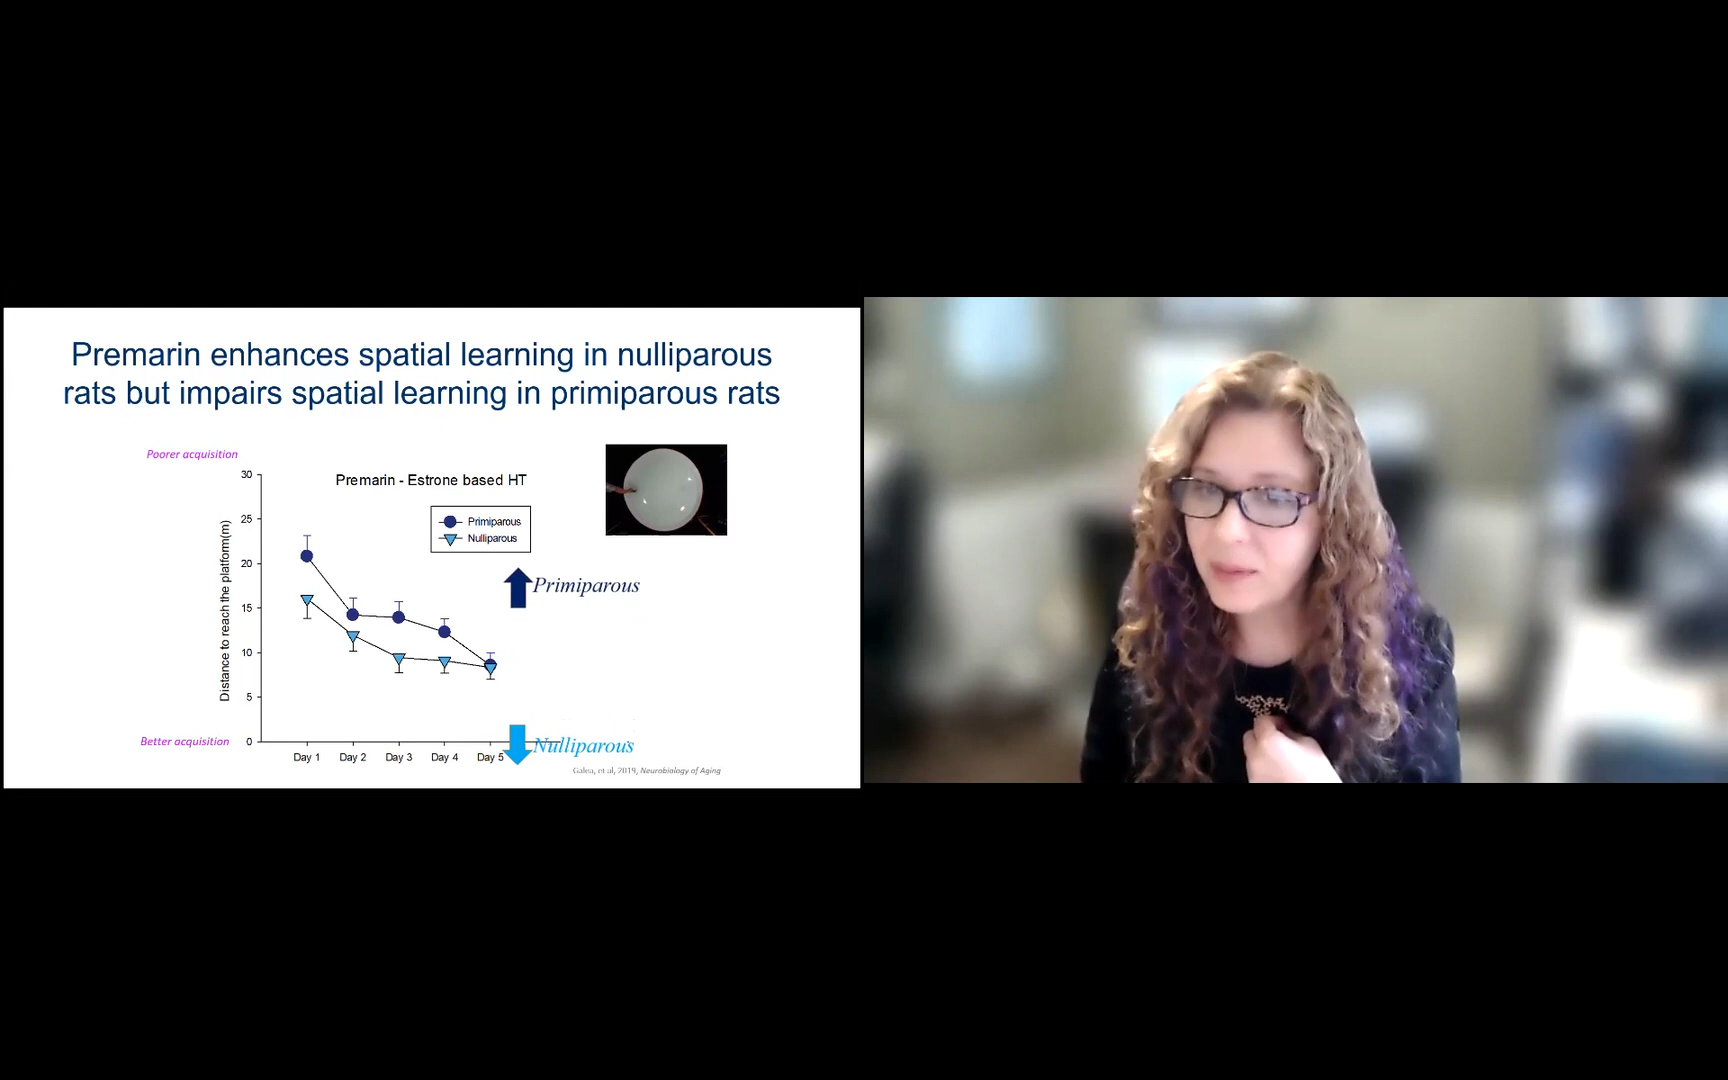 Premarin enhances spatial learning in nulliparous
rats but impairs spatial learning in primiparous rats
Poorer acquisition
Premarin - Estrone based HT
Primiparous
Nulliparous
30
25
20
15
10
5
0
Distance to reach the platform(m)
Primiparous
Nulliparous
Better acquisition
Day 1
Day 2
Day 3
Day 4
Day 5
Galea, et al, 2019, Neurobiology of Aging